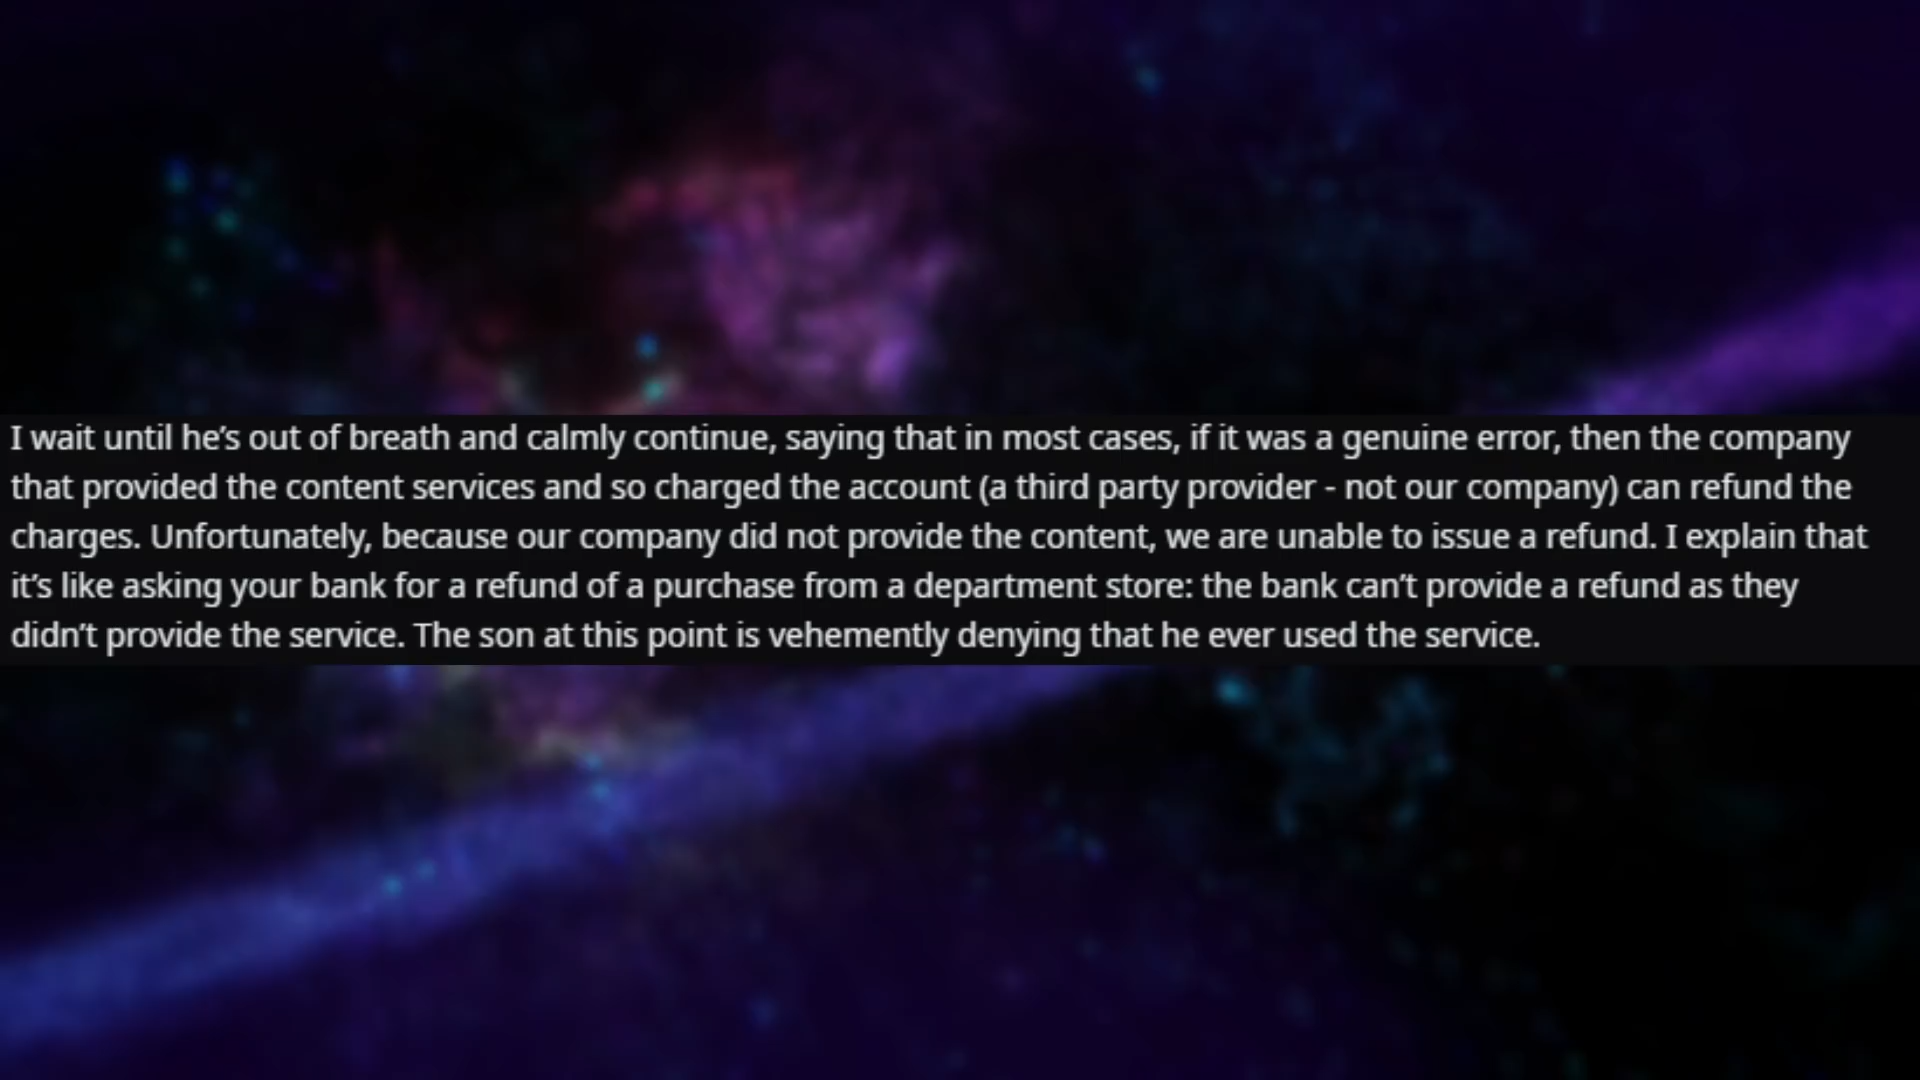 I wait until he’s out of breath and calmly continue, saying that in most cases, if it was a genuine error, then the company
that provided the content services and so charged the account (a third party provider - not our company) can refund the
charges. Unfortunately, because our company did not provide the content, we are unable to issue a refund. I explain that
it’s like asking your bank for a refund of a purchase from a department store: the bank can’t provide a refund as they
didn’t provide the service. The son at this point is vehemently denying that he ever used the service.